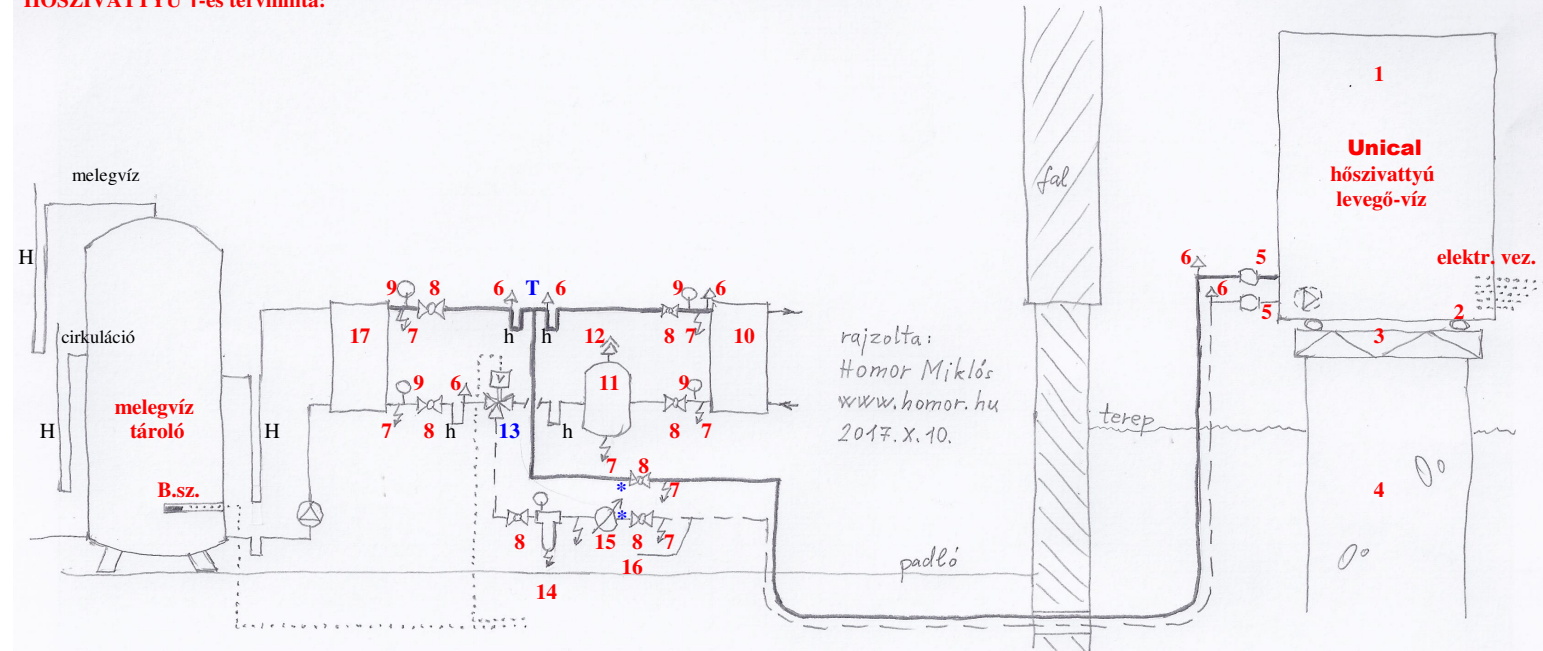 HŐSZIVATTYÚ 1-es tervminta:
1
Unical
hőszivattyú
levegő-víz
fal
melegvíz
H
6
5
elektr. vez.
9
8
6
T
6
9
6
6
5
2
cirkuláció
17
7
h
h
12
8
7
10
3
rajzolta:
Homor Miklós
www.homor.hu
2017.X.10.
9
6
V
11
9
melegvíz
tároló
H
H
7
8
h
13
h
8
7
terep
7
8
B.sz.
*
7
4
*
8
15
8
7
16
padló
14